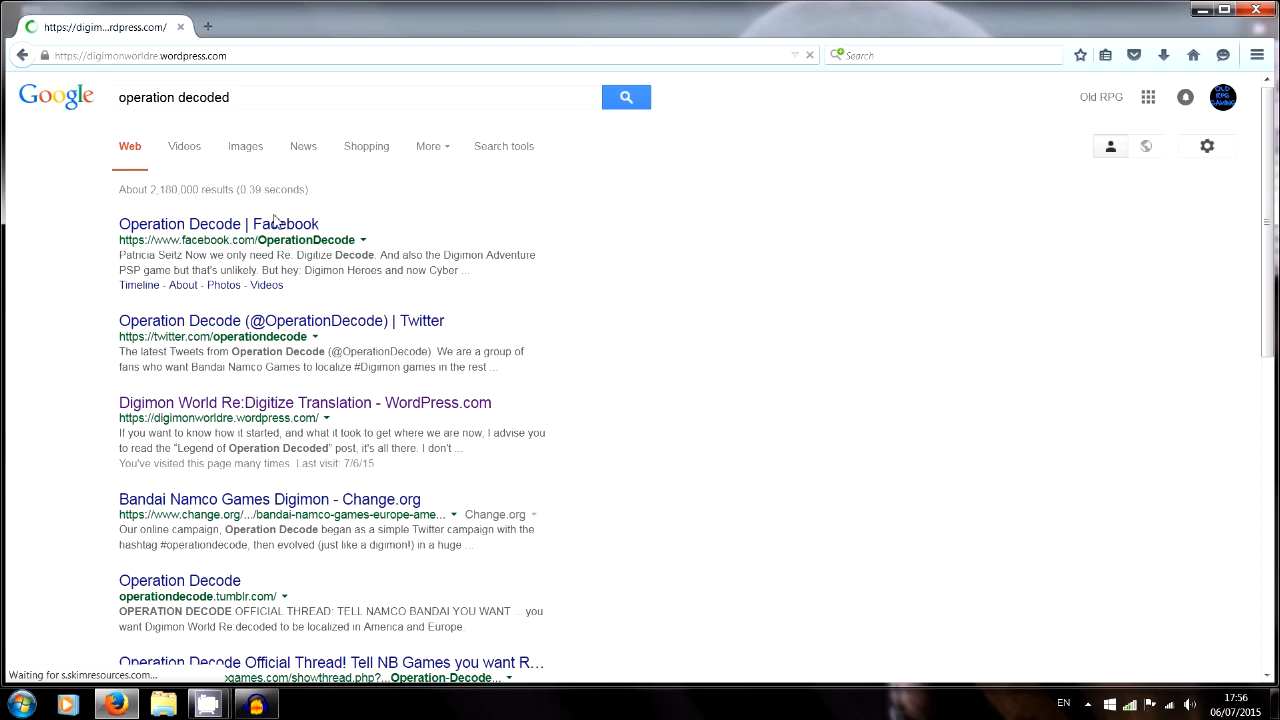 https://digim...rdpress.com/
https://digimonworldre.wordpress.com
Search
Google
operation decoded
Old RPG
OLD RPG GAMING
Web Videos Images News Shopping More Search tools
About 2,180,000 results (0.39 seconds)
Operation Decode | Facebook
https://www.facebook.com/OperationDecode
Patricia Seitz Now we only need Re. Digitize Decode. And also the Digimon Adventure
PSP game but that's unlikely. But hey: Digimon Heroes and now Cyber ...
Timeline - About - Photos - Videos
Operation Decode (@OperationDecode) | Twitter
https://twitter.com/operationdecode
The latest Tweets from Operation Decode (@OperationDecode). We are a group of
fans who want Bandai Namco Games to localize #Digimon games in the rest ...
Digimon World Re:Digitize Translation - WordPress.com
https://digimonworldre.wordpress.com/
If you want to know how it started, and what it took to get where we are now, I advise you
to read the “Legend of Operation Decoded” post, it's all there. I don't ...
You've visited this page many times. Last visit: 7/6/15
Bandai Namco Games Digimon - Change.org
https://www.change.org/.../bandai-namco-games-europe-ame... Change.org
Our online campaign, Operation Decode began as a simple Twitter campaign with the
hashtag #operationdecode, then evolved (just like a digimon!) in a huge ...
Operation Decode
operationdecode.tumblr.com/
OPERATION DECODE OFFICIAL THREAD: TELL NAMCO BANDAI YOU WANT ... you
want Digimon World Re:decoded to be localized in America and Europe.
Operation Decode Official Thread! Tell NB Games you want R...
xgames.com/showthread.php?...Operation-Decode...
Waiting for s.skimresources.com...
EN
17:56
06/07/2015